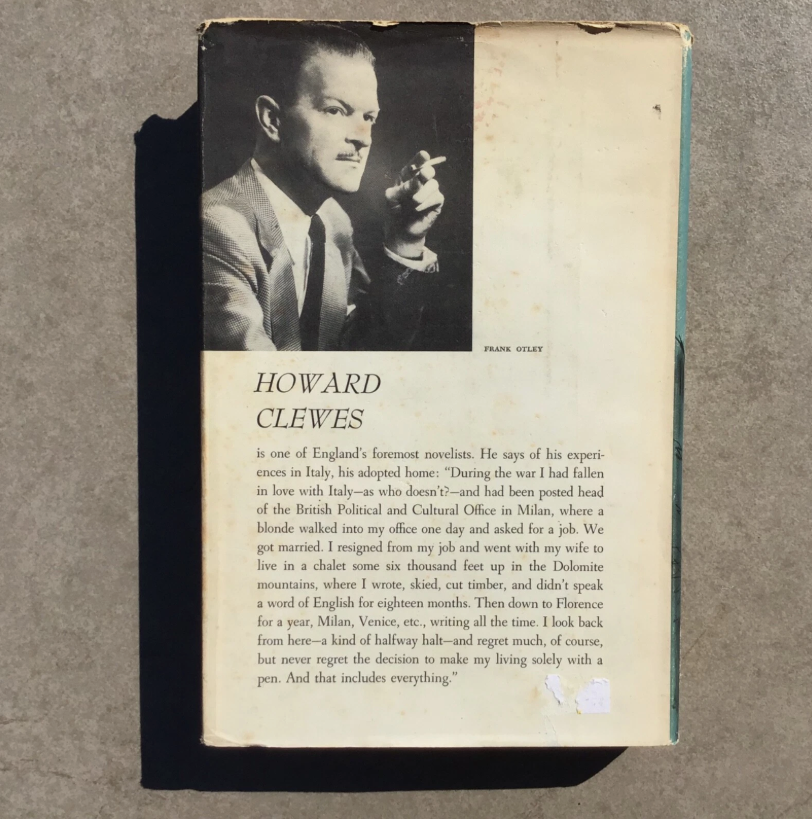 FRANK OTLEY
HOWARD
CLEWES
is one of England's foremost novelists. He says of his experi-
ences in Italy, his adopted home: “During the war I had fallen
in love with Italy—as who doesn't?—and had been posted head
of the British Political and Cultural Office in Milan, where a
blonde walked into my office one day and asked for a job. We
got married. I resigned from my job and went with my wife to
live in a chalet some six thousand feet up in the Dolomite
mountains, where I wrote, skied, cut timber, and didn't speak
a word of English for eighteen months. Then down to Florence
for a year, Milan, Venice, etc., writing all the time. I look back
from here—a kind of halfway halt—and regret much, of course,
but never regret the decision to make my living solely with a
pen. And that includes everything.”